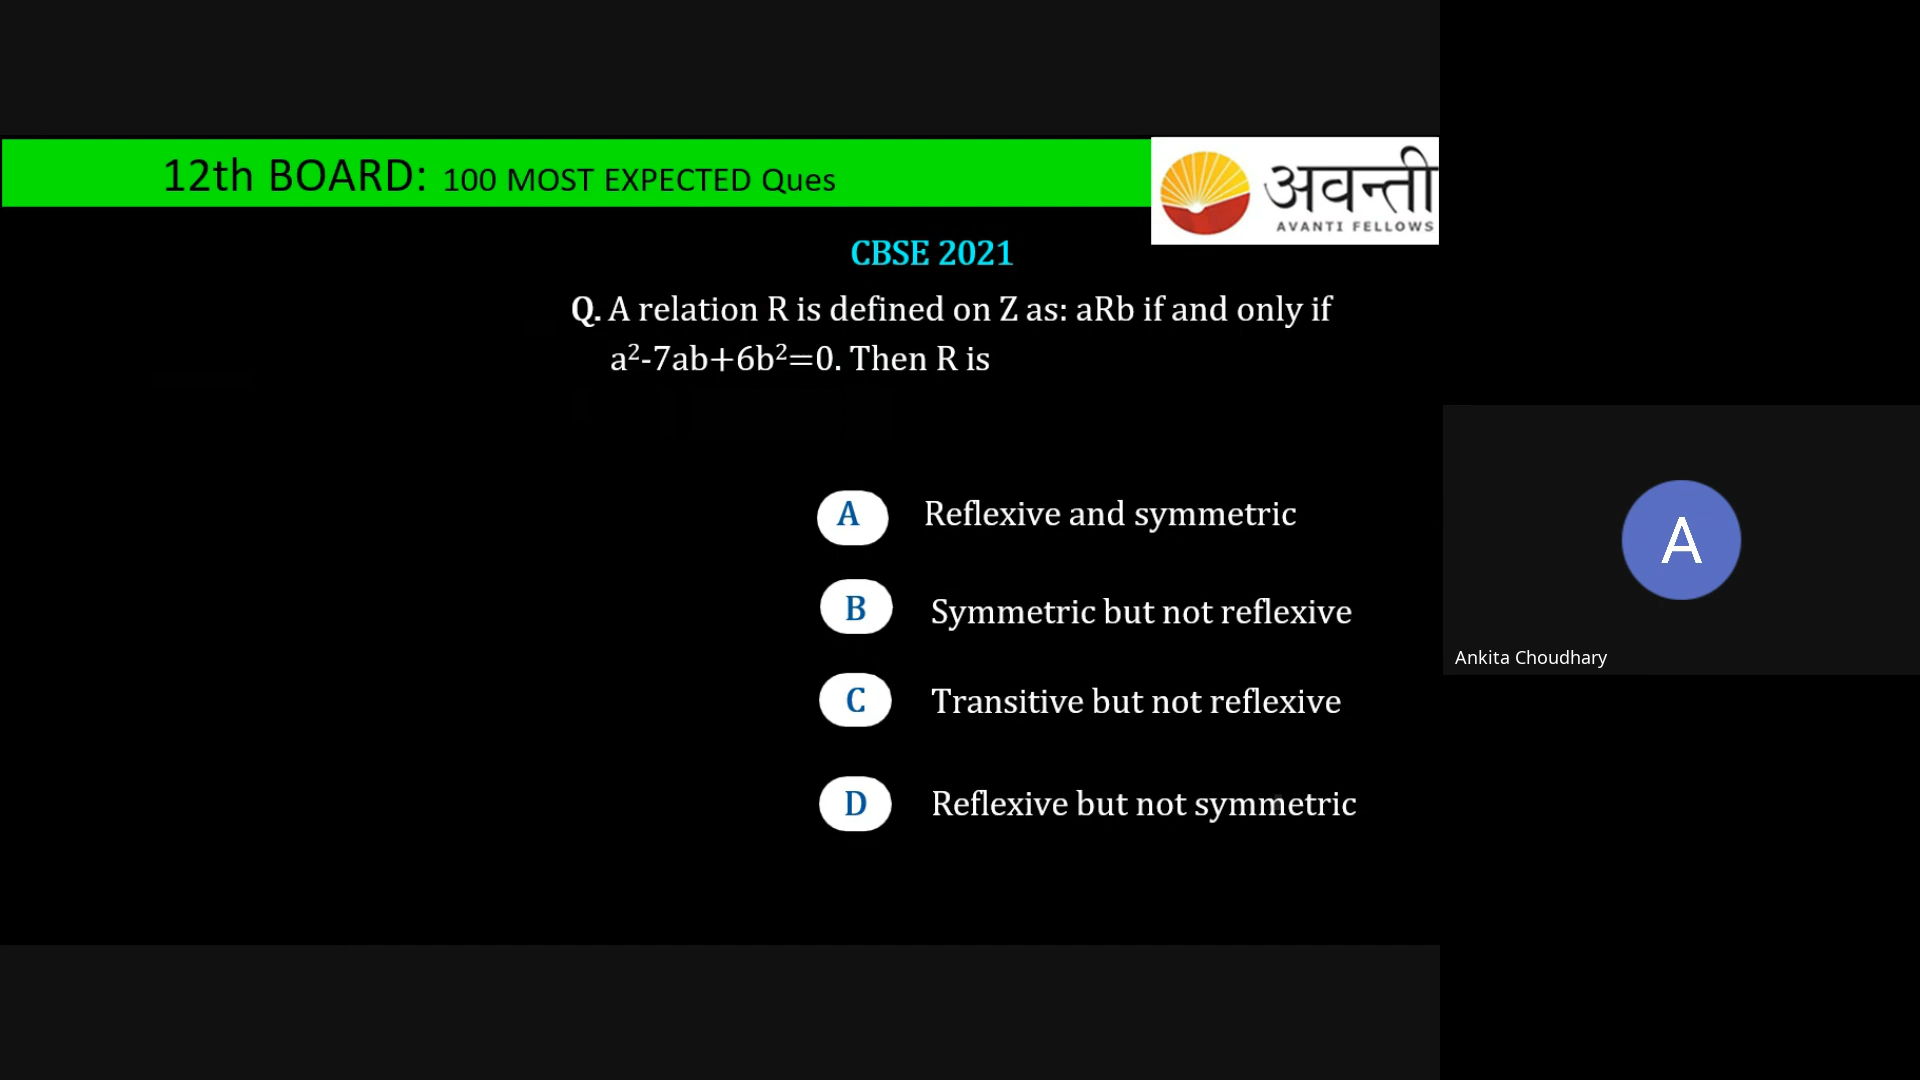 12th BOARD: 100 MOST EXPECTED Ques
अवन्ती
AVANTI FELLOWS
CBSE 2021
Q. A relation R is defined on Z as: aRb if and only if
a²-7ab+6b²=0. Then R is
A Reflexive and symmetric
B Symmetric but not reflexive
C Transitive but not reflexive
D Reflexive but not symmetric
A
Ankita Choudhary